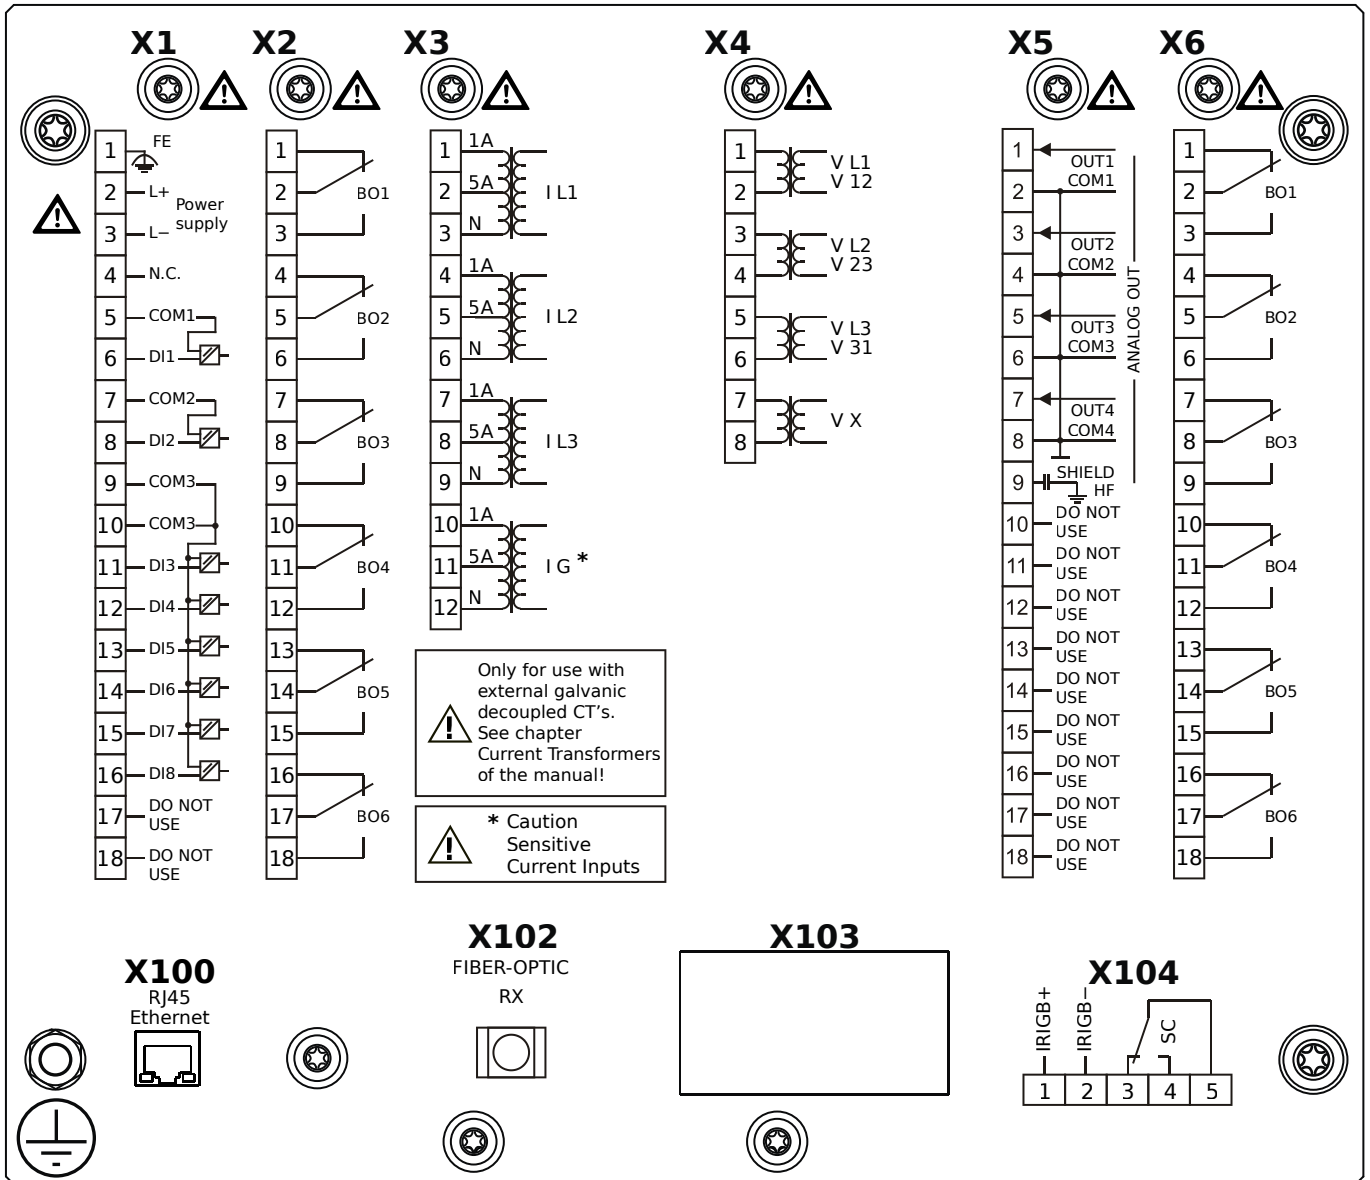 X1
X2
X3
X4
X5
X6
1
FE
2
L+
Power
supply
3
L−
4
N.C.
5
COM1
6
DI1
7
COM2
8
DI2
9
COM3
10
COM3
11
DI3
12
DI4
13
DI5
14
DI6
15
DI7
16
DI8
17
DO NOT
USE
18
DO NOT
USE
1
2
BO1
3
4
5
BO2
6
7
8
BO3
9
10
11
BO4
12
13
14
BO5
15
16
17
BO6
18
1
1A
2
5A
I L1
3
N
4
1A
5
5A
I L2
6
N
7
1A
8
5A
I L3
9
N
10
1A
11
5A
I G *
12
N
Only for use with
external galvanic
decoupled CT's.
See chapter
Current Transformers
of the manual!
* Caution
Sensitive
Current Inputs
1
V L1
2
V 12
3
V L2
4
V 23
5
V L3
6
V 31
7
V X
8
1
OUT1
2
COM1
3
OUT2
4
COM2
5
OUT3
6
COM3
7
OUT4
8
COM4
ANALOG OUT
9
SHIELD
HF
10
DO NOT
USE
11
DO NOT
USE
12
DO NOT
USE
13
DO NOT
USE
14
DO NOT
USE
15
DO NOT
USE
16
DO NOT
USE
17
DO NOT
USE
18
DO NOT
USE
1
2
BO1
3
4
5
BO2
6
7
8
BO3
9
10
11
BO4
12
13
14
BO5
15
16
17
BO6
18
X100
RJ45
Ethernet
X102
FIBER-OPTIC
RX
X103
X104
IRIGB+
IRIGB−
SC
1
2
3
4
5